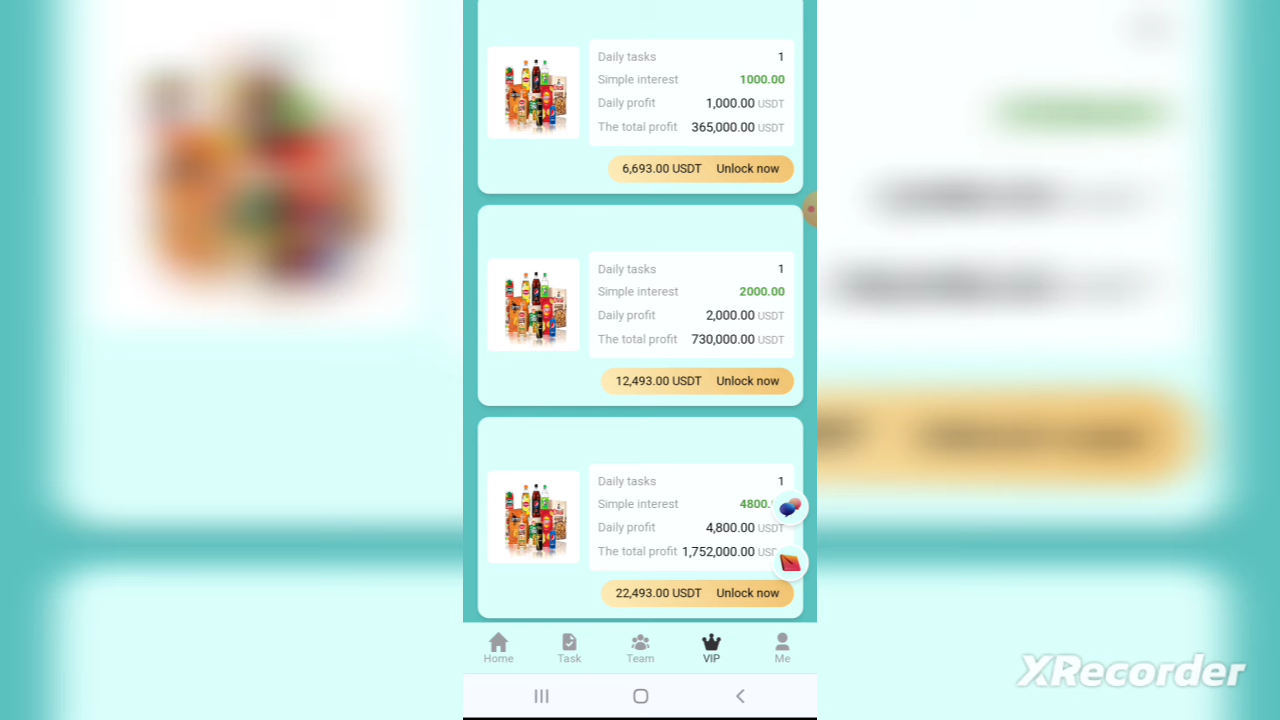 Daily tasks 1
Simple interest 1000.00
Daily profit 1,000.00 USDT
The total profit 365,000.00 USDT
6,693.00 USDT Unlock now
Daily tasks 1
Simple interest 2000.00
Daily profit 2,000.00 USDT
The total profit 730,000.00 USDT
12,493.00 USDT Unlock now
Daily tasks 1
Simple interest 4800.
Daily profit 4,800.00 USDT
The total profit 1,752,000.00 USD
22,493.00 USDT Unlock now
Home Task Team VIP Me
XRecorder